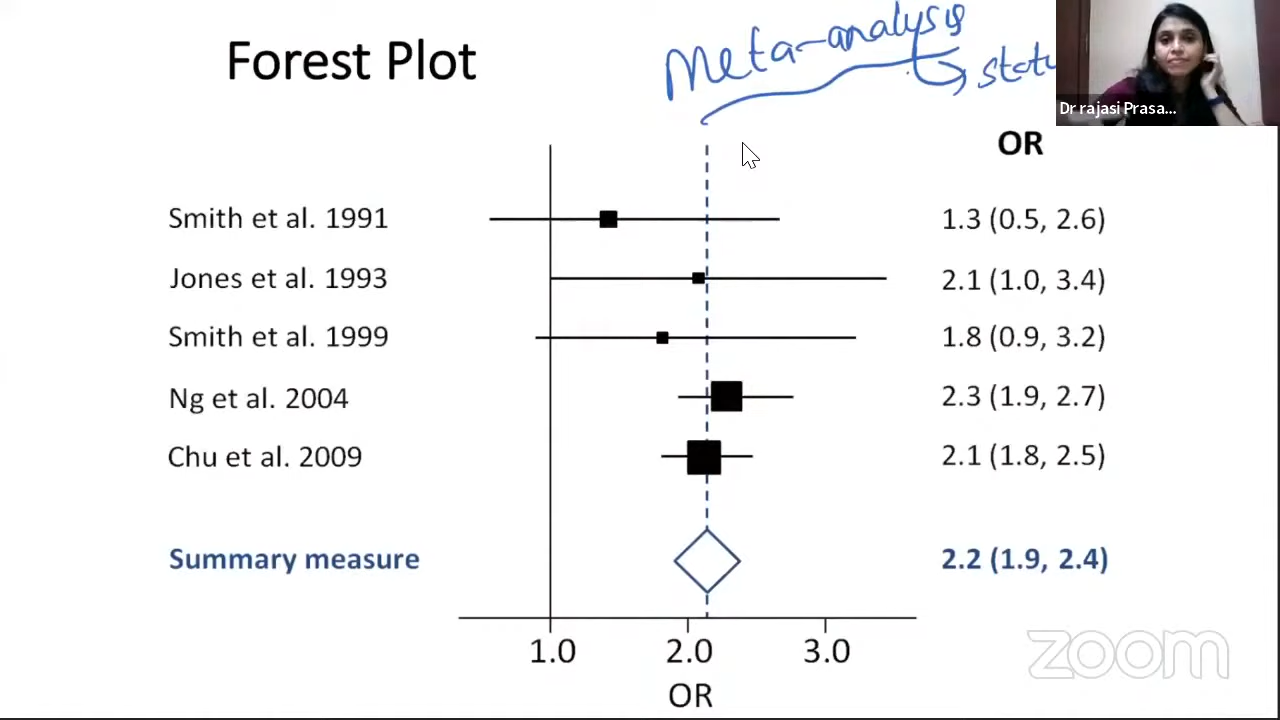 Forest Plot
Meta-analysis
Dr rajasi Prasa...
OR
Smith et al. 1991 1.3 (0.5, 2.6)
Jones et al. 1993 2.1 (1.0, 3.4)
Smith et al. 1999 1.8 (0.9, 3.2)
Ng et al. 2004 2.3 (1.9, 2.7)
Chu et al. 2009 2.1 (1.8, 2.5)
Summary measure 2.2 (1.9, 2.4)
1.0 2.0 3.0
OR
zoom